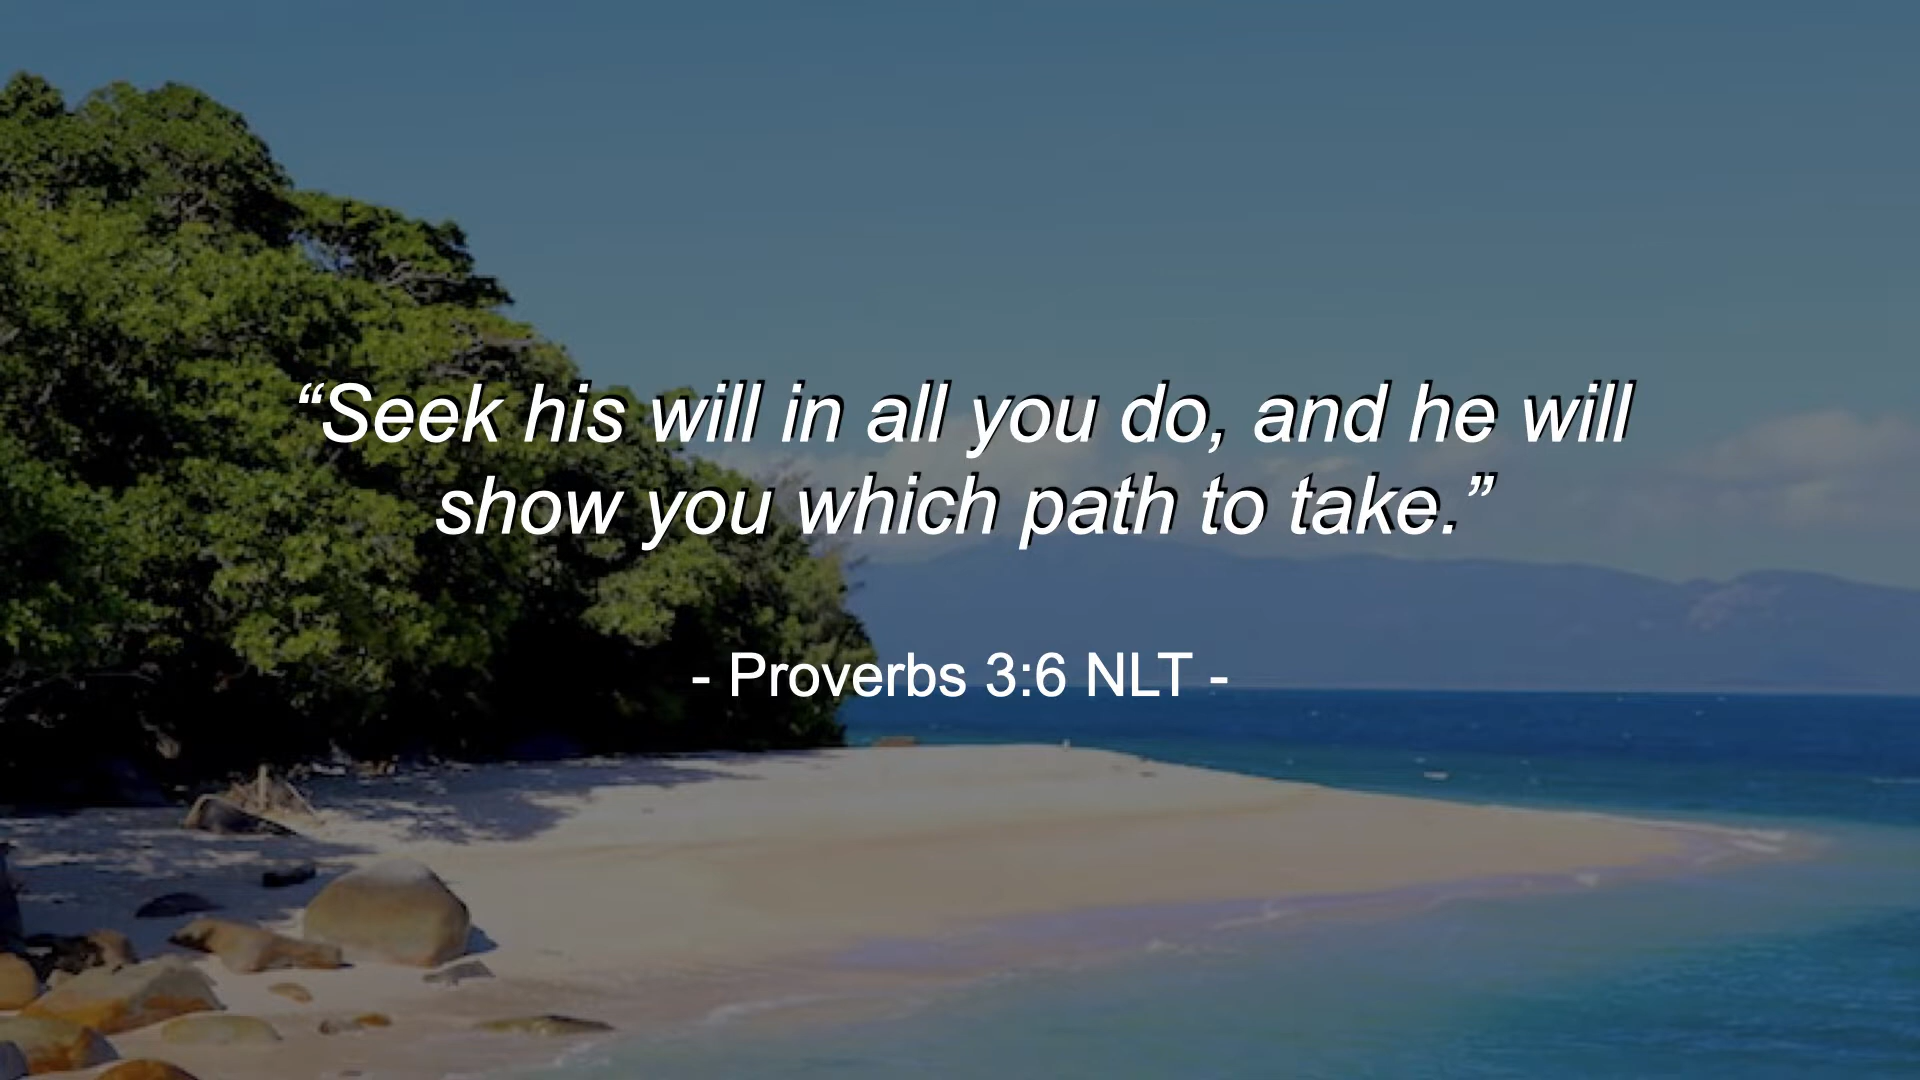 “Seek his will in all you do, and he will
show you which path to take.”
- Proverbs 3:6 NLT -